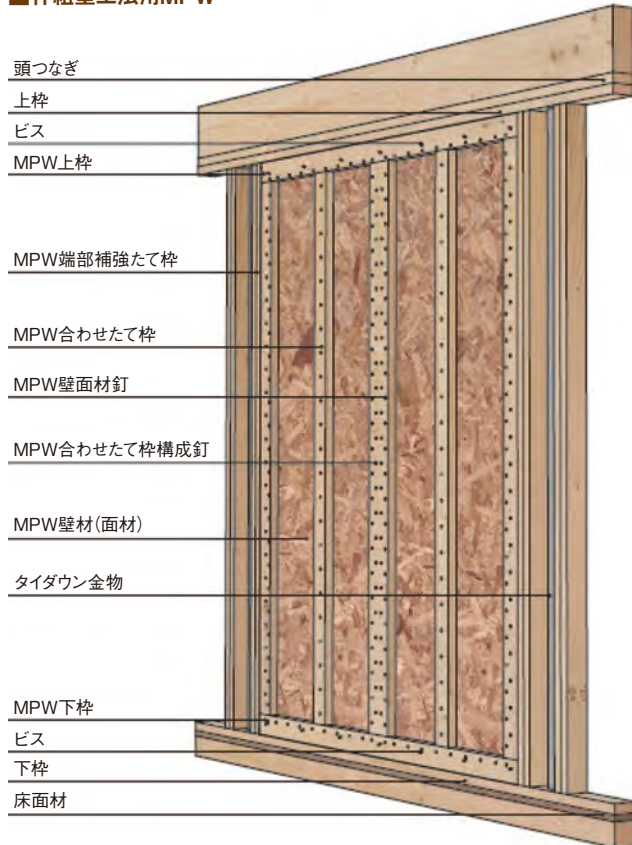 頭つなぎ
上枠
ビス
MPW上枠
MPW端部補強たて枠
MPW合わせたて枠
MPW壁面材釘
MPW合わせたて枠構成釘
MPW壁材(面材)
タイダウン金物
MPW下枠
ビス
下枠
床面材